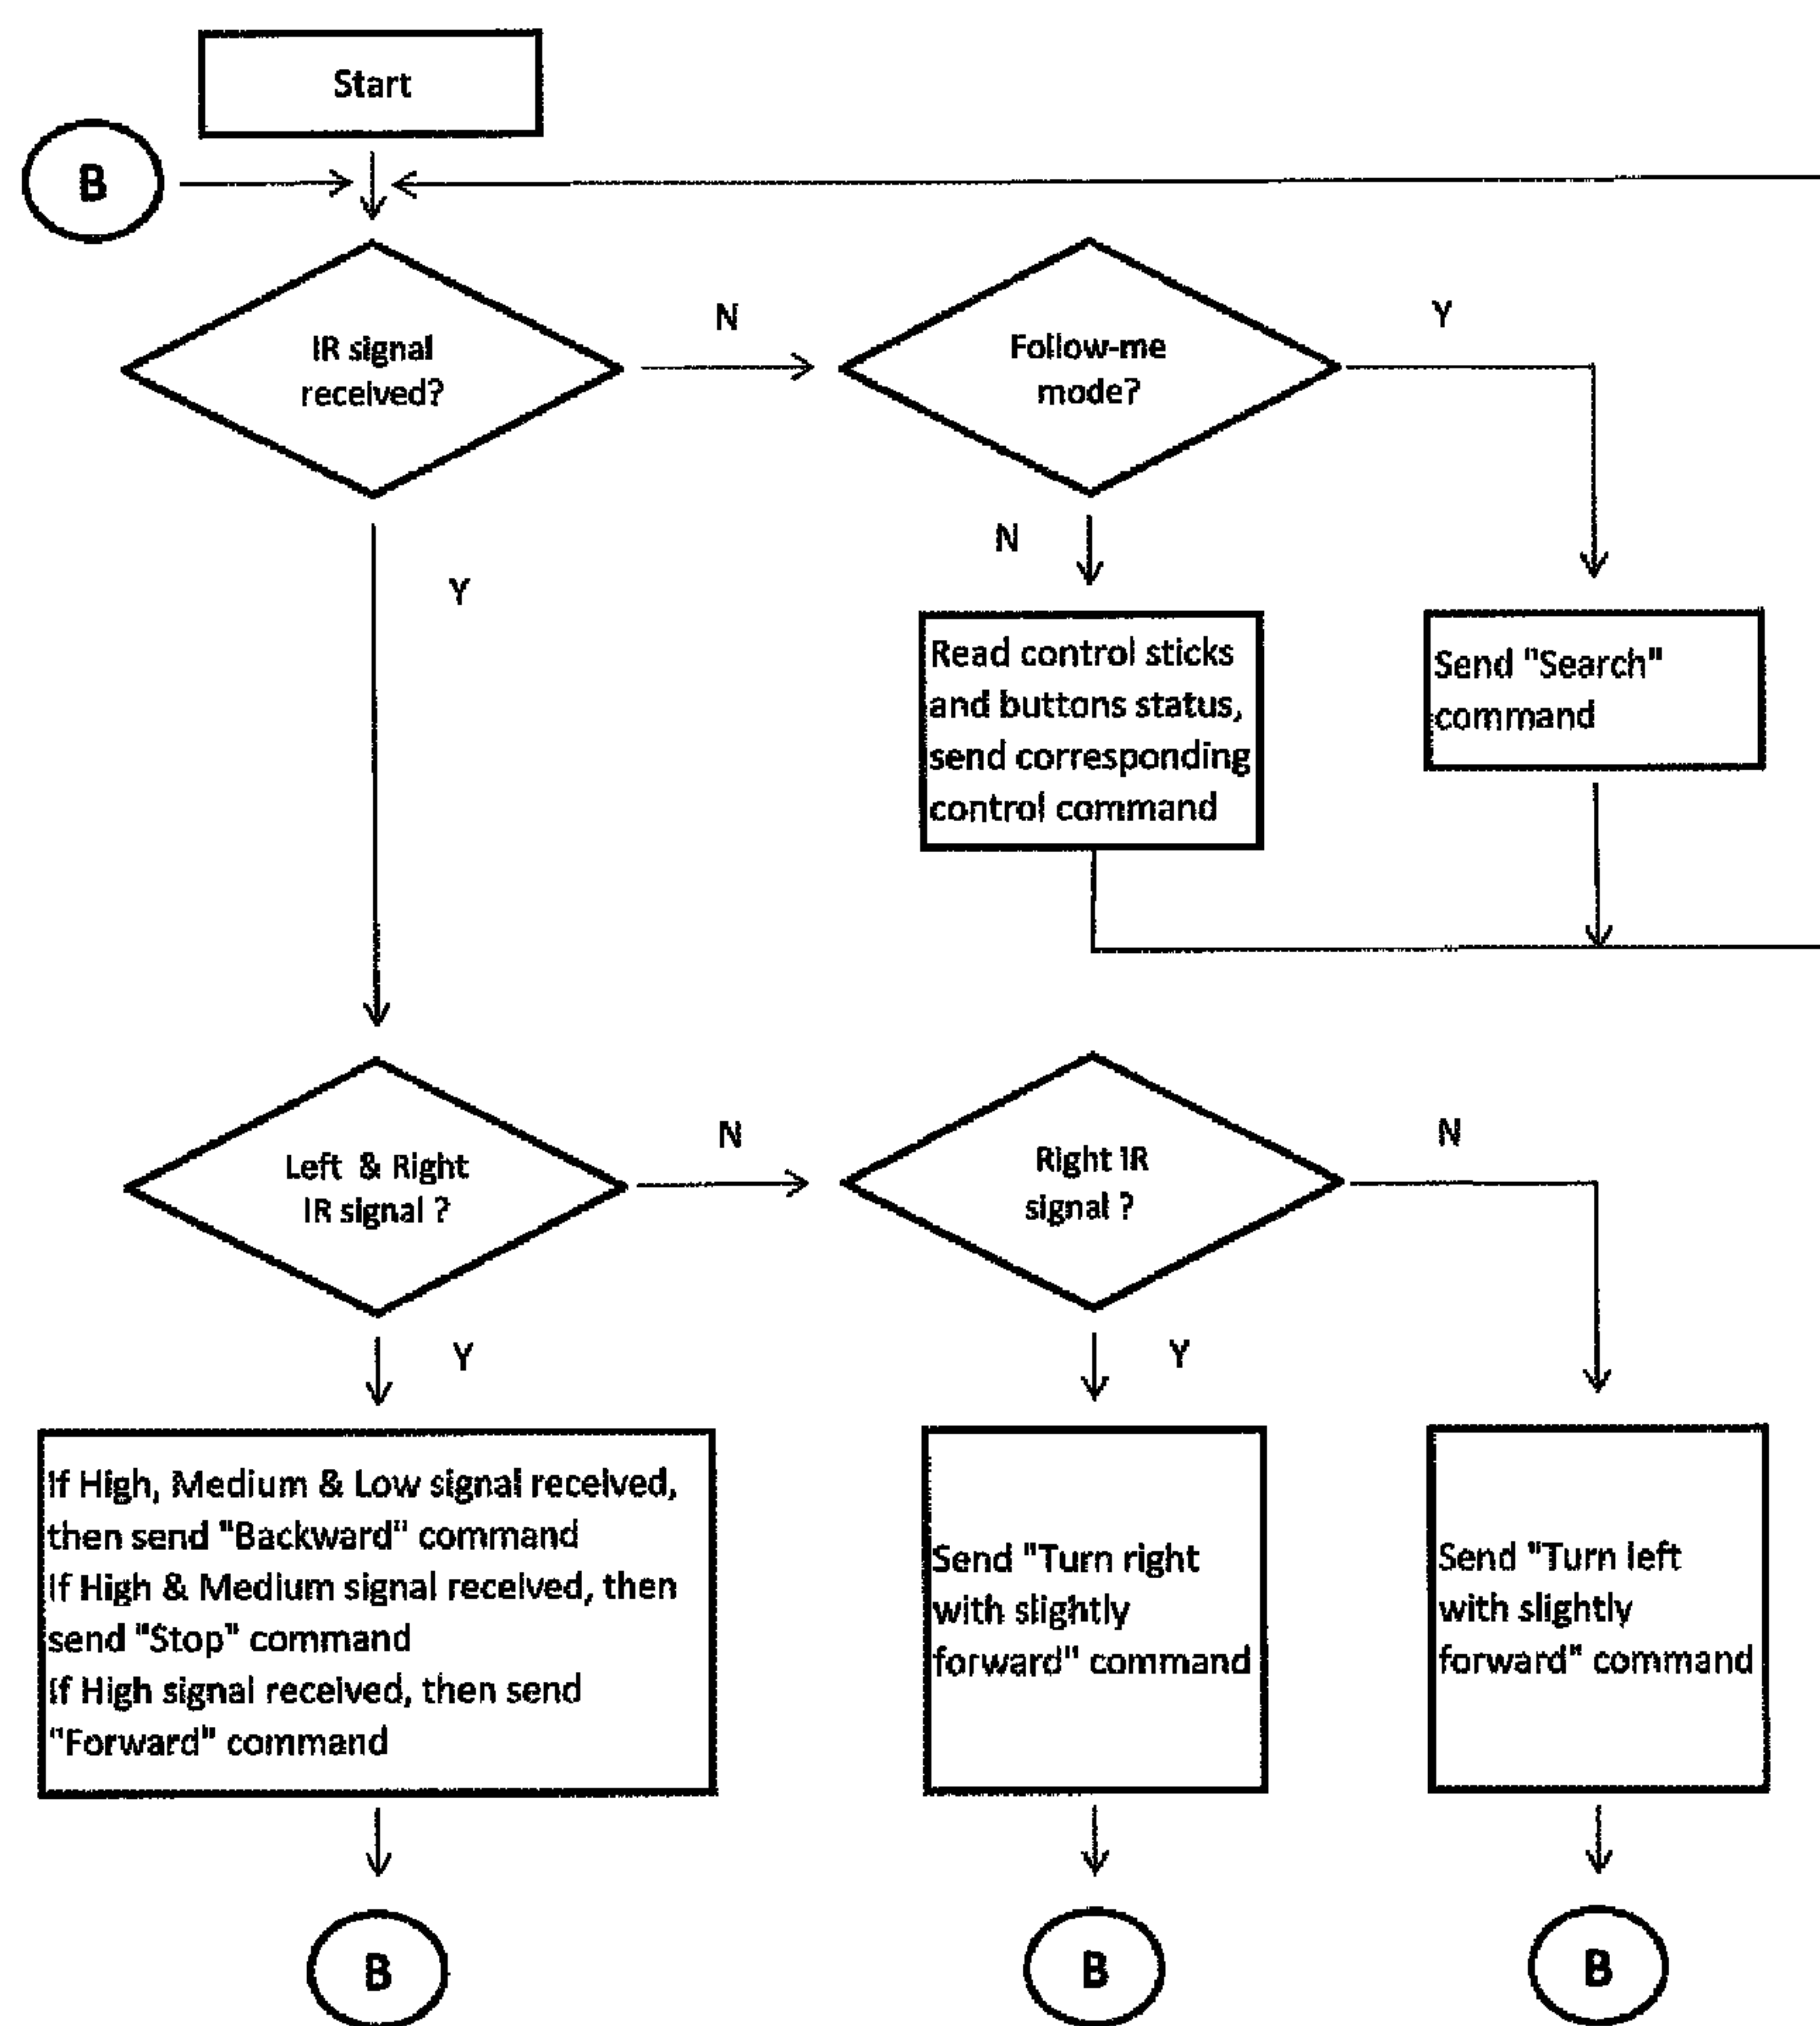 Start
B
IR signal
received?
N
Follow-me
mode?
Y
N
Y
Read control sticks
and buttons status,
send corresponding
control command
Send "Search"
command
Left & Right
IR signal ?
N
Right IR
signal ?
N
Y
Y
If High, Medium & Low signal received,
then send "Backward" command
If High & Medium signal received, then
send "Stop" command
If High signal received, then send
"Forward" command
Send "Turn right
with slightly
forward" command
Send "Turn left
with slightly
forward" command
B
B
B